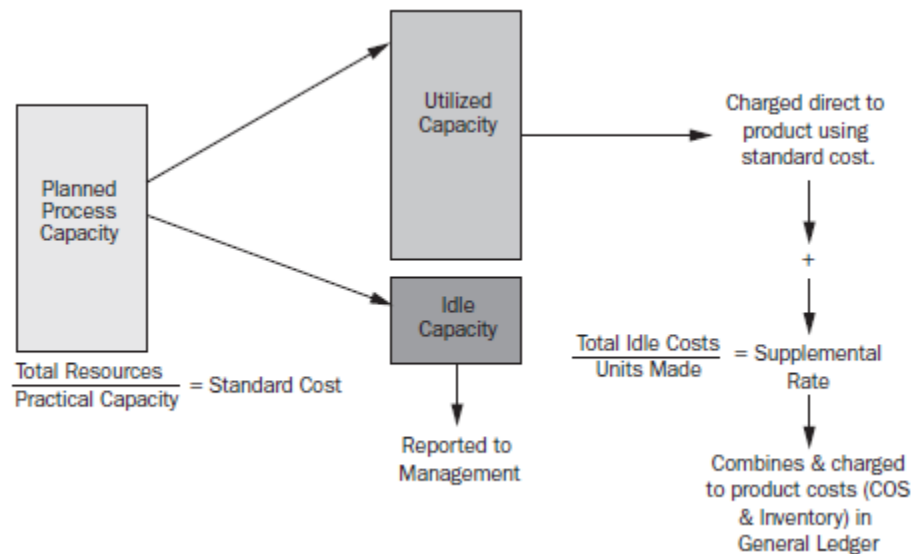 Utilized
Capacity
Charged direct to
product using
standard cost.
Planned
Process
Capacity
+
Idle
Capacity
Total Idle Costs
Units Made
= Supplemental
Rate
Total Resources
Practical Capacity
= Standard Cost
Reported to
Management
Combines & charged
to product costs (COS
& Inventory) in
General Ledger